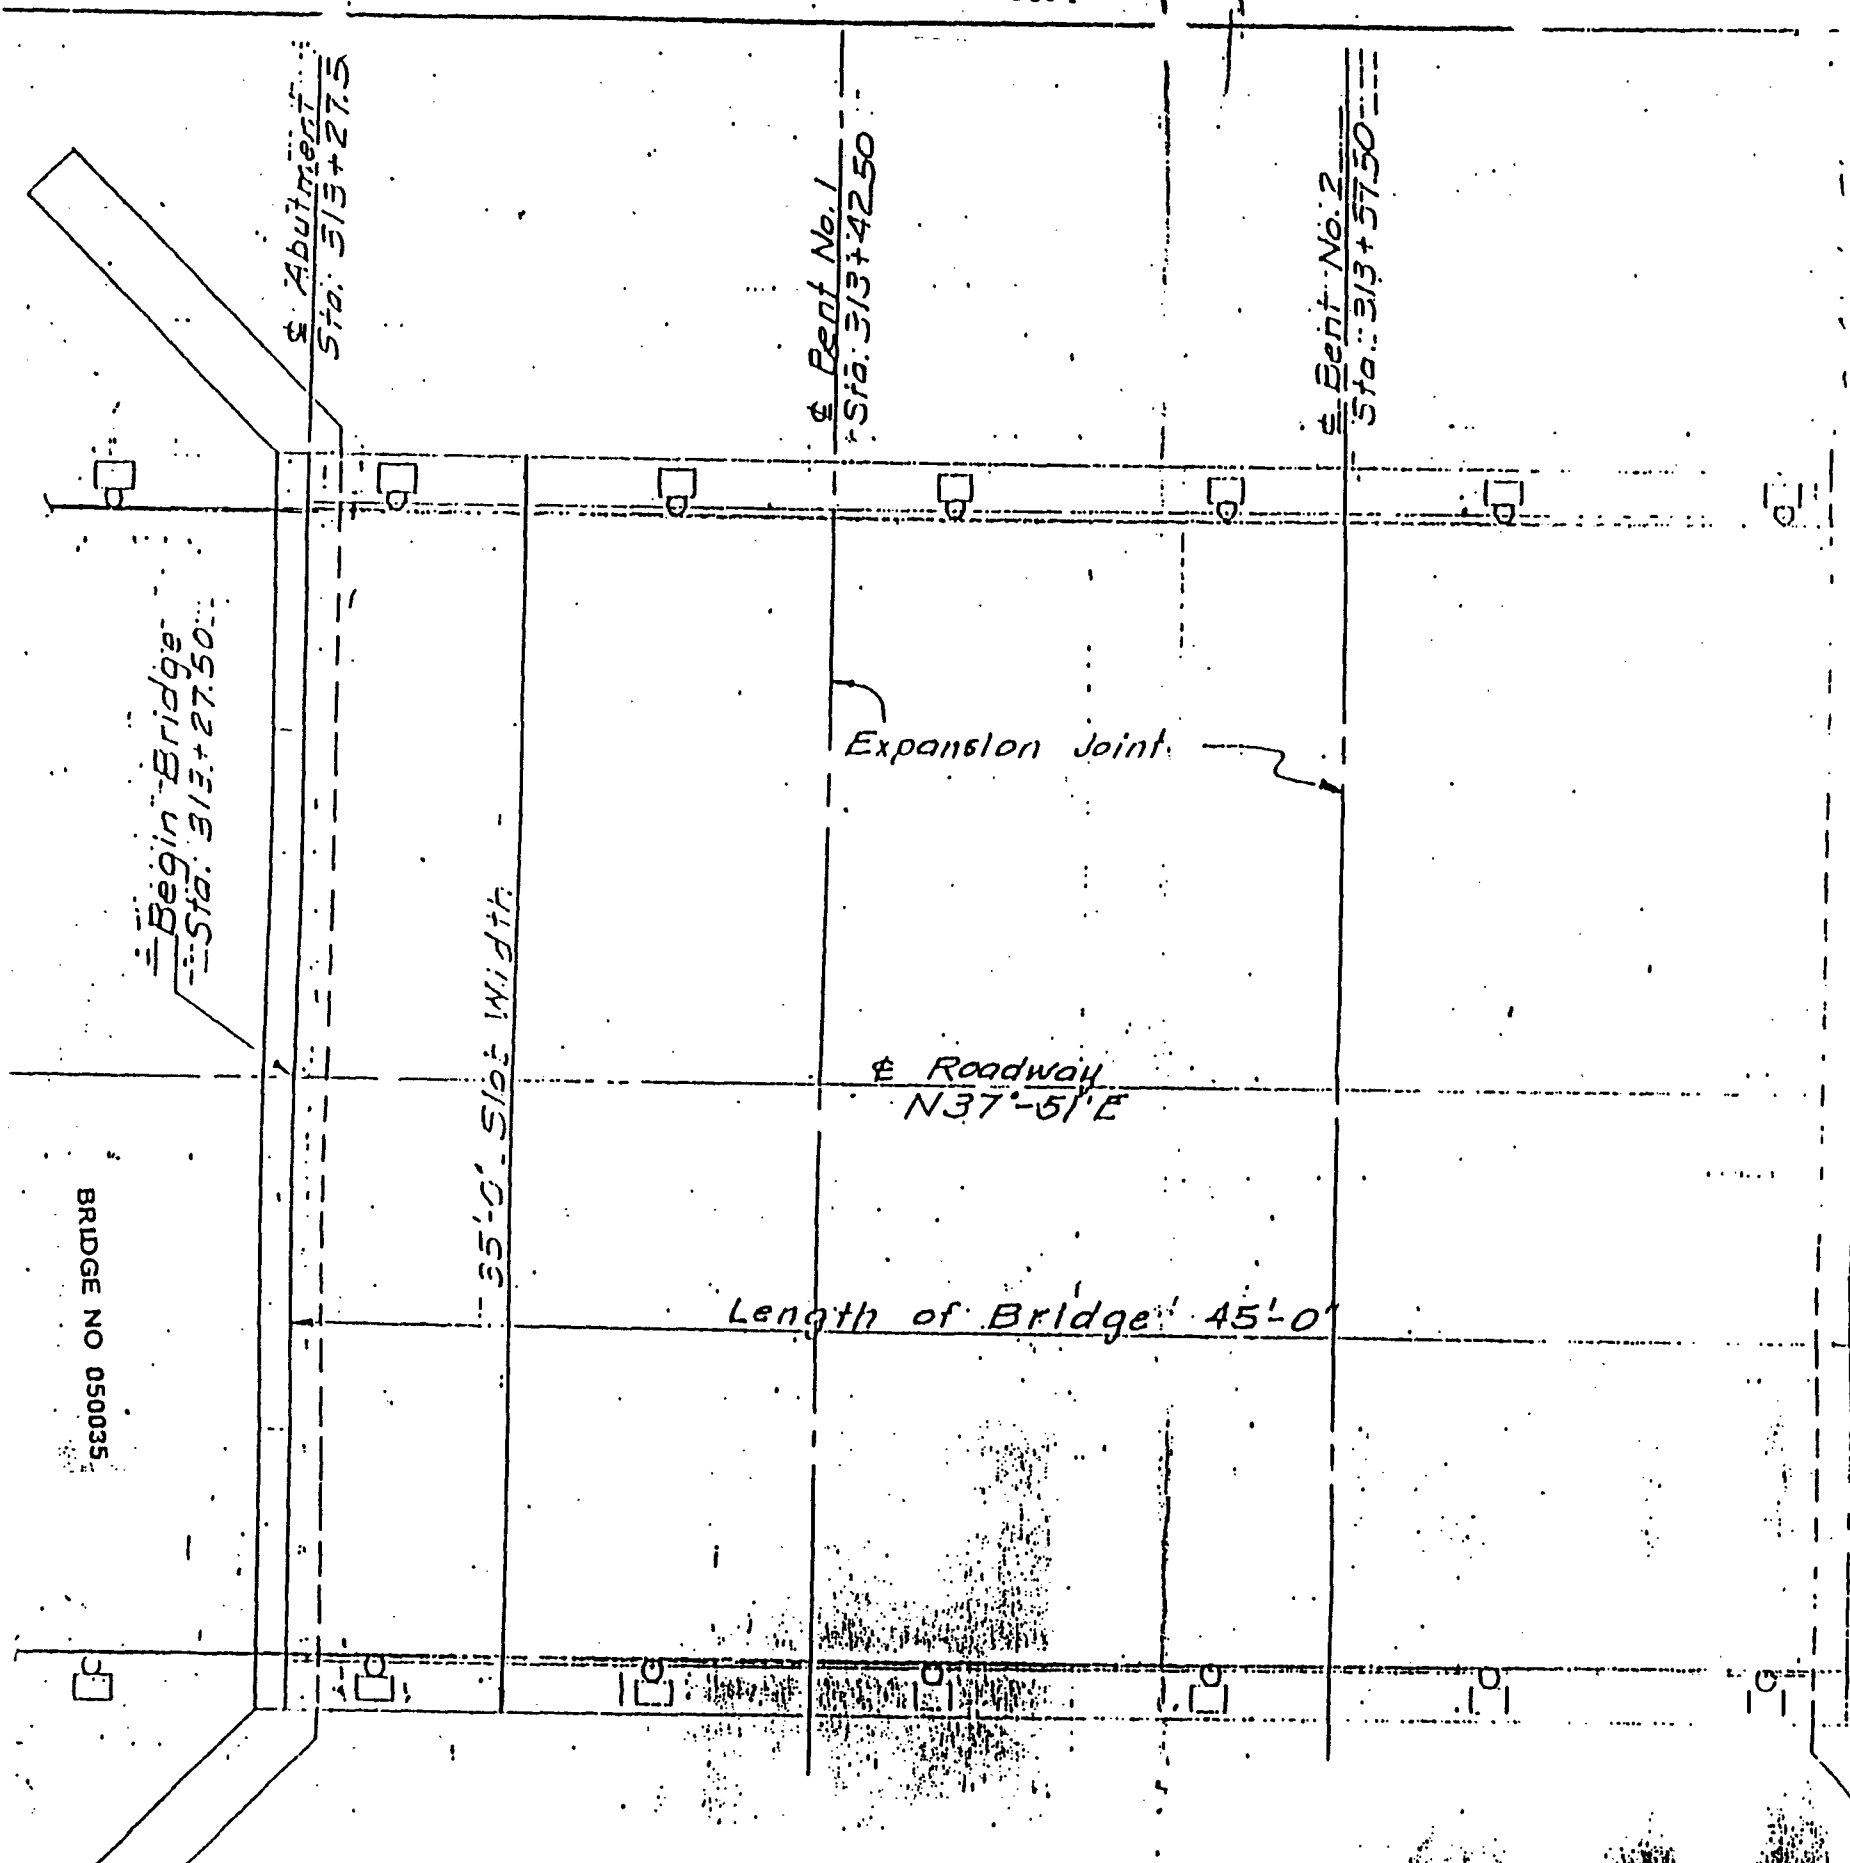 ℄ Abutment
Sta. 313+27.5
℄ Bent No. 1
Sta. 313+42.50
℄ Bent No. 2
Sta. 313+57.50
Begin Bridge
Sta. 313+27.50
Expansion Joint
35'-0" Slab Width
℄ Roadway
N37°-51'E
Length of Bridge 45'-0"
BRIDGE NO 050035